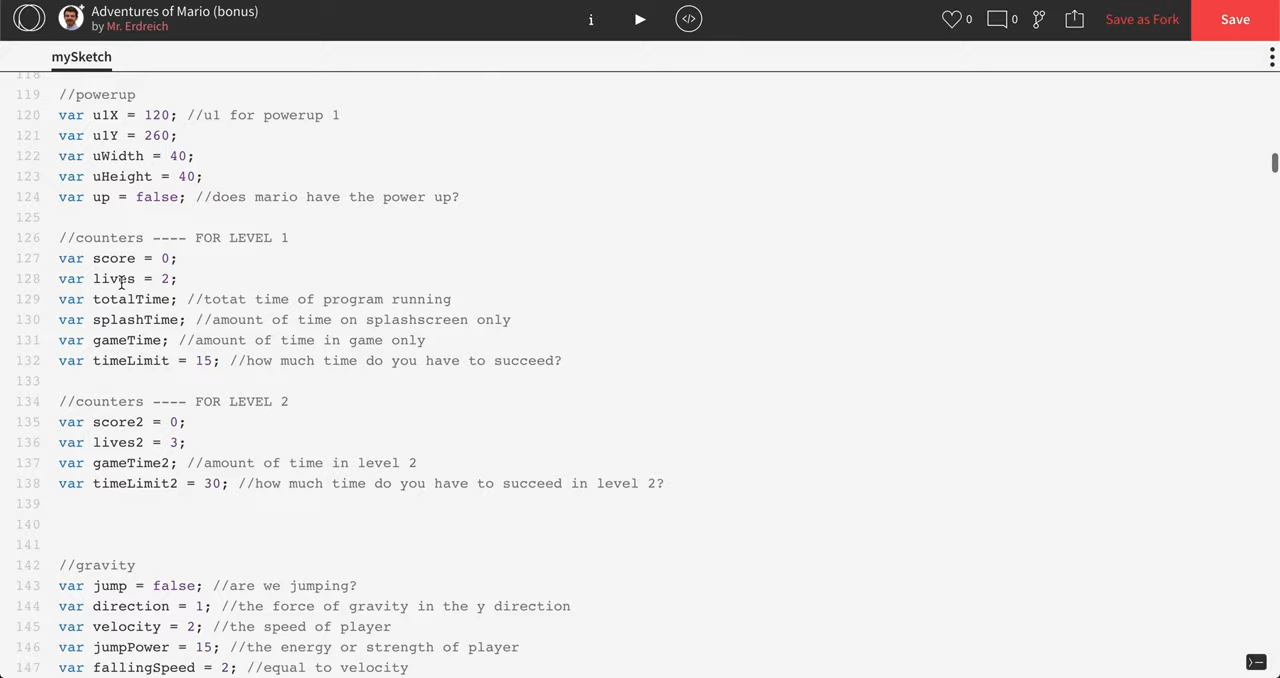 Adventures of Mario (bonus)
by Mr. Erdreich
i
</>
0
0
Save as Fork
Save
mySketch
118
119 //powerup
120 var u1X = 120; //u1 for powerup 1
121 var u1Y = 260;
122 var uWidth = 40;
123 var uHeight = 40;
124 var up = false; //does mario have the power up?
125
126 //counters ---- FOR LEVEL 1
127 var score = 0;
128 var lives = 2;
129 var totalTime; //totat time of program running
130 var splashTime; //amount of time on splashscreen only
131 var gameTime; //amount of time in game only
132 var timeLimit = 15; //how much time do you have to succeed?
133
134 //counters ---- FOR LEVEL 2
135 var score2 = 0;
136 var lives2 = 3;
137 var gameTime2; //amount of time in level 2
138 var timeLimit2 = 30; //how much time do you have to succeed in level 2?
139
140
141
142 //gravity
143 var jump = false; //are we jumping?
144 var direction = 1; //the force of gravity in the y direction
145 var velocity = 2; //the speed of player
146 var jumpPower = 15; //the energy or strength of player
147 var fallingSpeed = 2; //equal to velocity